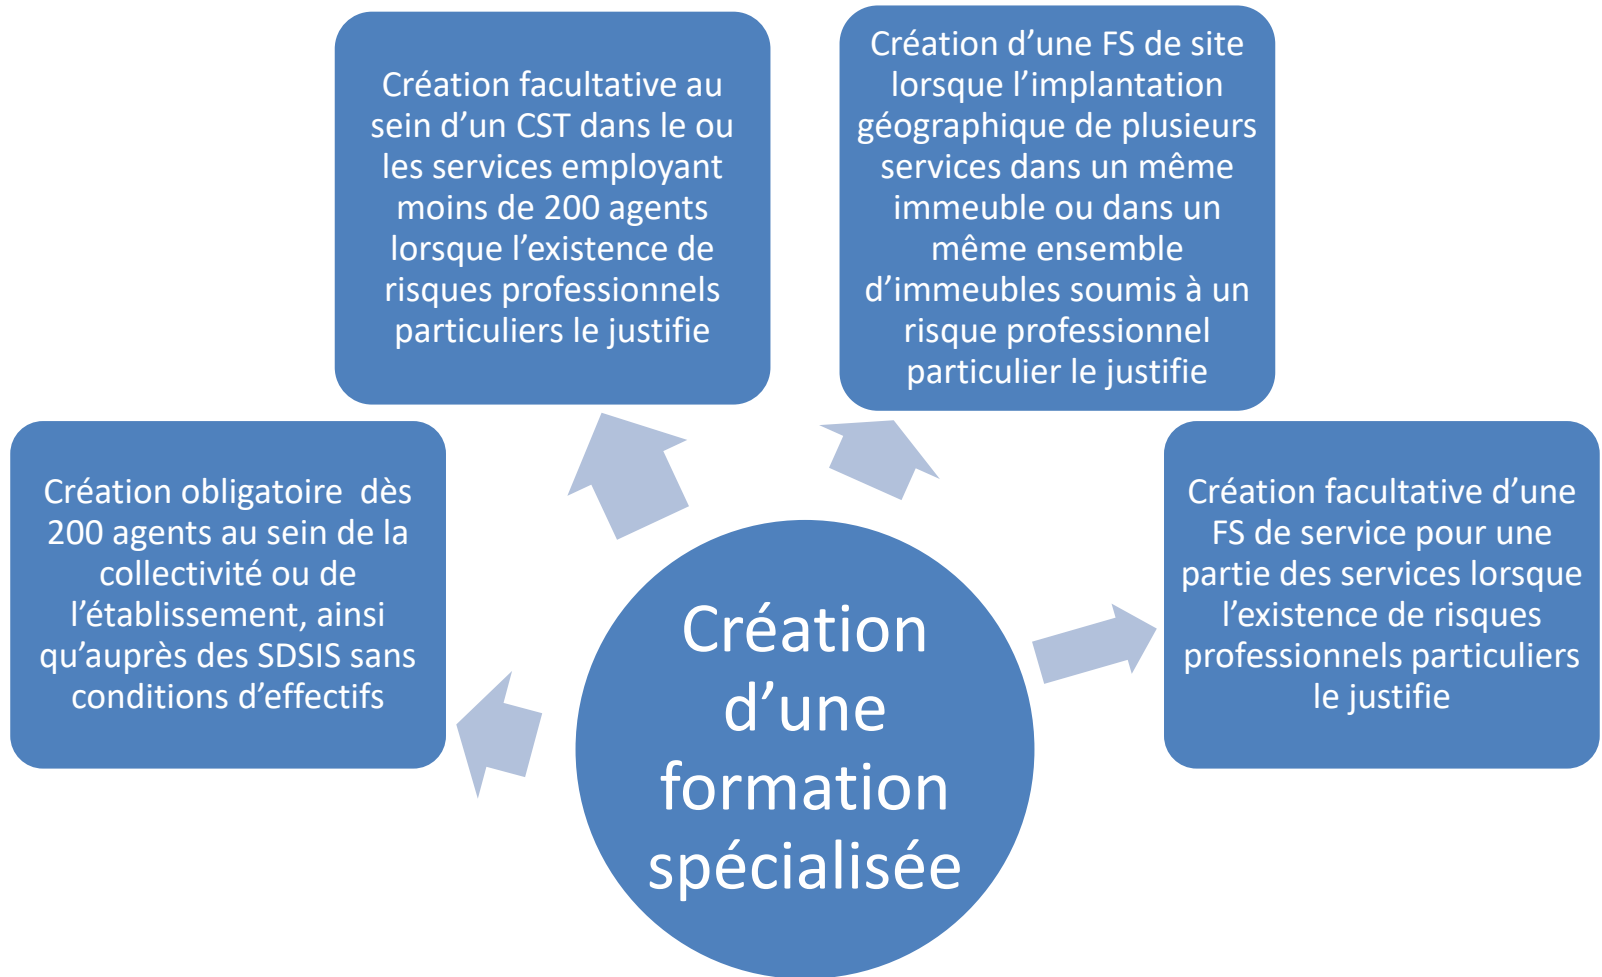 Création facultative au
sein d’un CST dans le ou
les services employant
moins de 200 agents
lorsque l’existence de
risques professionnels
particuliers le justifie
Création d’une FS de site
lorsque l’implantation
géographique de plusieurs
services dans un même
immeuble ou dans un
même ensemble
d’immeubles soumis à un
risque professionnel
particulier le justifie
Création obligatoire dès
200 agents au sein de la
collectivité ou de
l’établissement, ainsi
qu’auprès des SDSIS sans
conditions d’effectifs
Création facultative d’une
FS de service pour une
partie des services lorsque
l’existence de risques
professionnels particuliers
le justifie
Création
d’une
formation
spécialisée